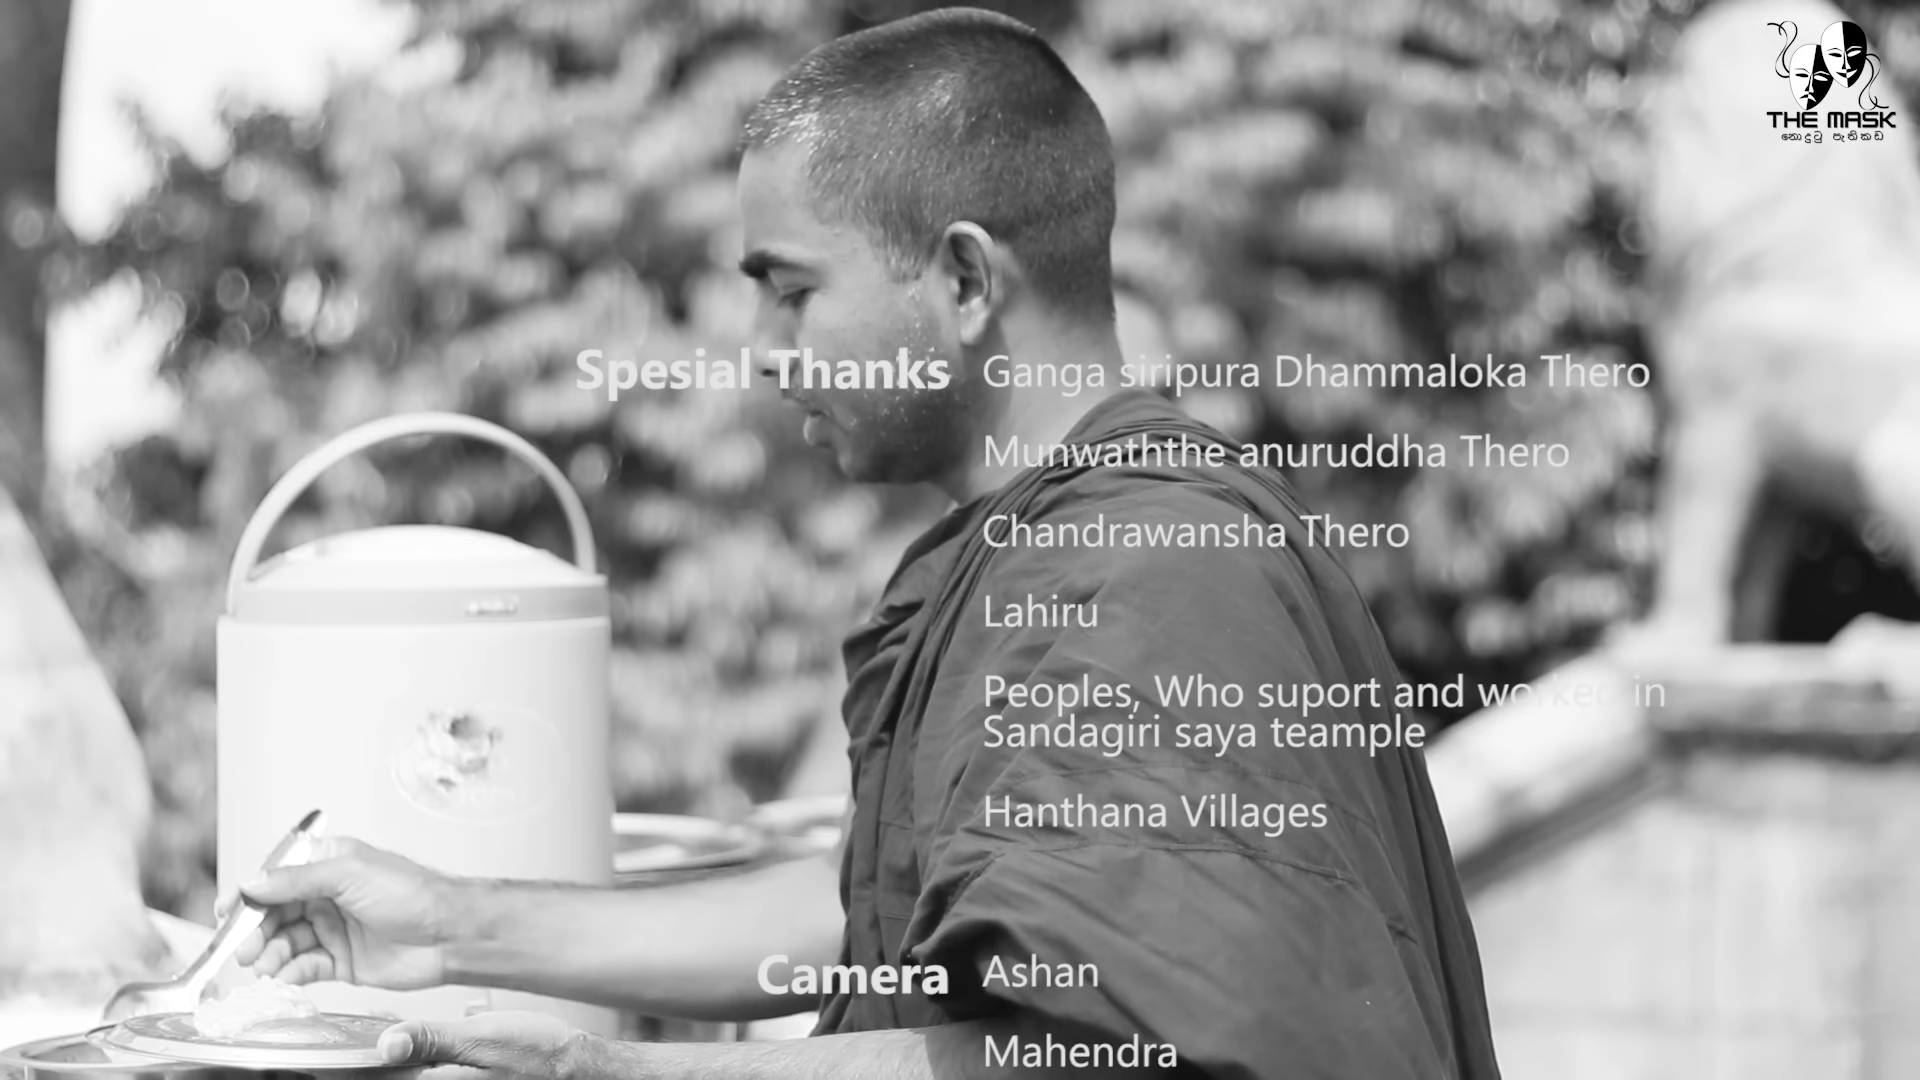 THE MASK
නොදුටු පැතිකඩ
Spesial Thanks Ganga siripura Dhammaloka Thero
Munwaththe anuruddha Thero
Chandrawansha Thero
Lahiru
Peoples, Who suport and worked in
Sandagiri saya teample
Hanthana Villages
Camera Ashan
Mahendra